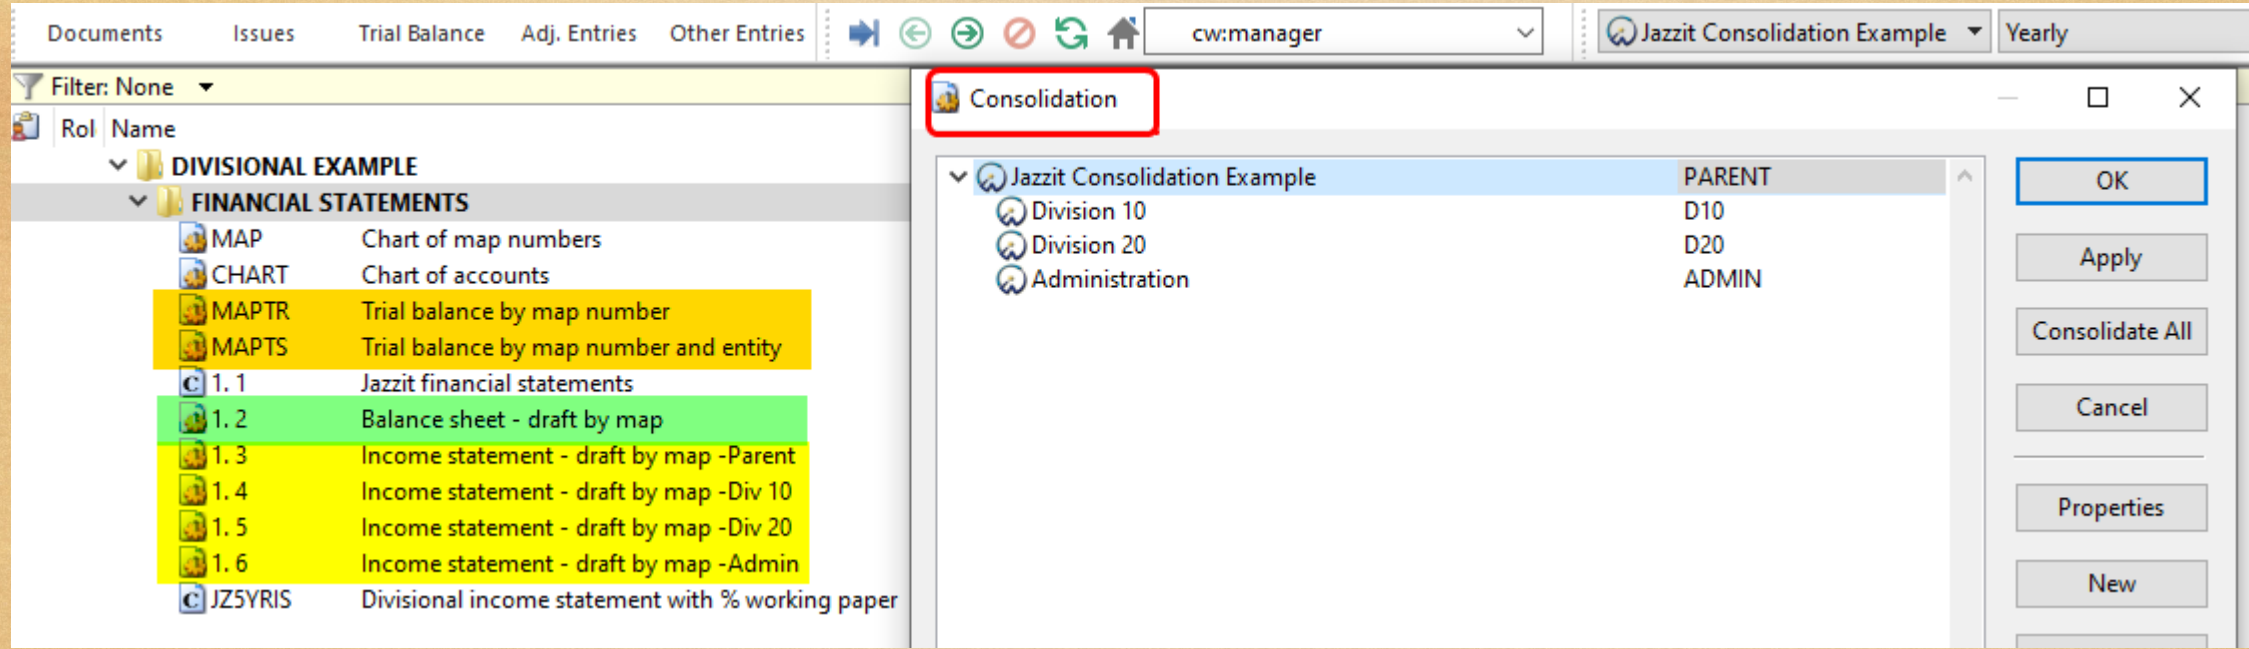 Documents Issues Trial Balance Adj. Entries Other Entries cw:manager Jazzit Consolidation Example Yearly
Filter: None
Rol Name
DIVISIONAL EXAMPLE
FINANCIAL STATEMENTS
MAP Chart of map numbers
CHART Chart of accounts
MAPTR Trial balance by map number
MAPTS Trial balance by map number and entity
1. 1 Jazzit financial statements
1. 2 Balance sheet - draft by map
1. 3 Income statement - draft by map -Parent
1. 4 Income statement - draft by map -Div 10
1. 5 Income statement - draft by map -Div 20
1. 6 Income statement - draft by map -Admin
JZ5YRIS Divisional income statement with % working paper
Consolidation
Jazzit Consolidation Example PARENT
Division 10 D10
Division 20 D20
Administration ADMIN
OK
Apply
Consolidate All
Cancel
Properties
New